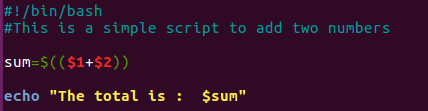 #!/bin/bash
#This is a simple script to add two numbers
sum=$(($1+$2))
echo "The total is :  $sum"